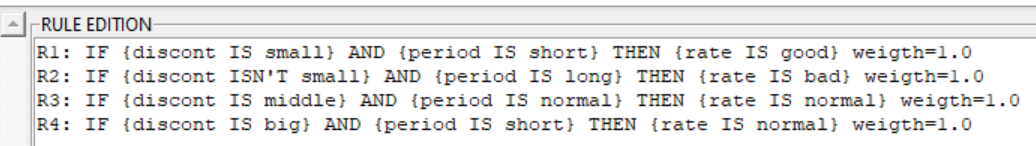 RULE EDITION
R1: IF {discont IS small} AND {period IS short} THEN {rate IS good} weigth=1.0
R2: IF {discont ISN'T small} AND {period IS long} THEN {rate IS bad} weigth=1.0
R3: IF {discont IS middle} AND {period IS normal} THEN {rate IS normal} weigth=1.0
R4: IF {discont IS big} AND {period IS short} THEN {rate IS normal} weigth=1.0